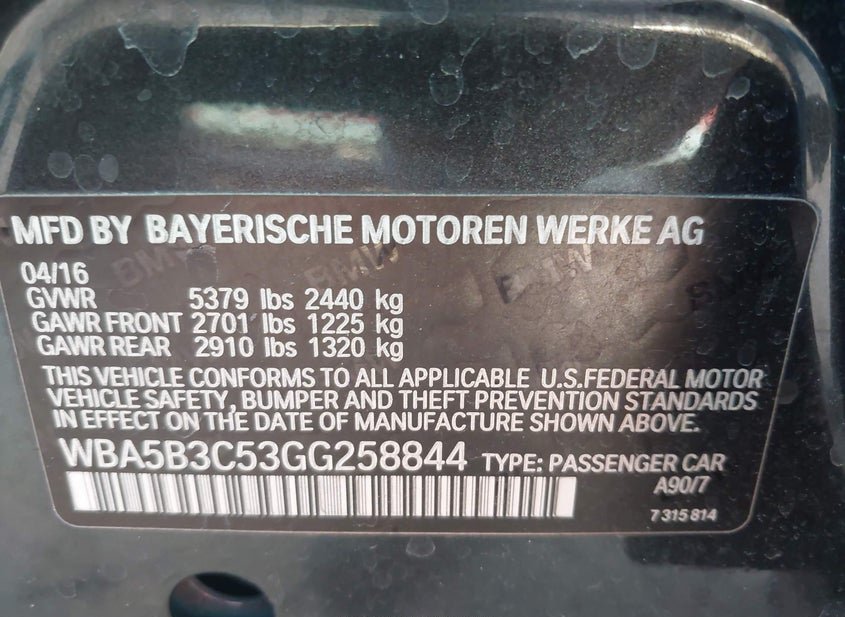 MFD BY BAYERISCHE MOTOREN WERKE AG
04/16
GVWR 5379 lbs 2440 kg
GAWR FRONT 2701 lbs 1225 kg
GAWR REAR 2910 lbs 1320 kg
THIS VEHICLE CONFORMS TO ALL APPLICABLE U.S.FEDERAL MOTOR
VEHICLE SAFETY, BUMPER AND THEFT PREVENTION STANDARDS
IN EFFECT ON THE DATE OF MANUFACTURE SHOWN ABOVE.
WBA5B3C53GG258844 TYPE: PASSENGER CAR
A90/7
7 315 814